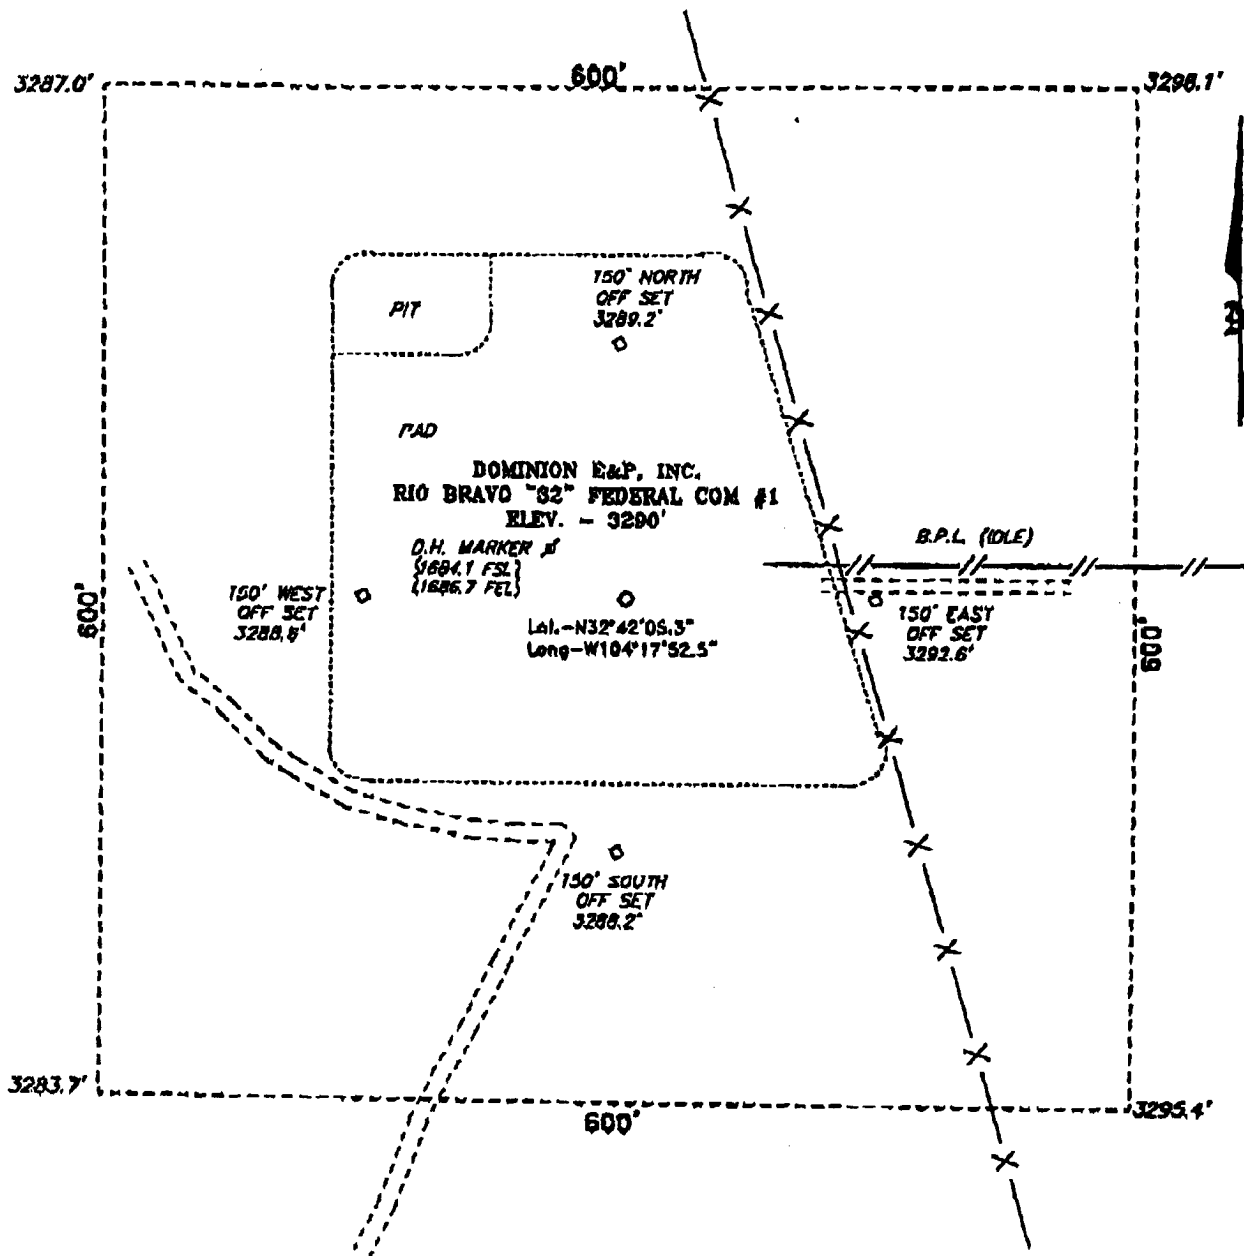 3287.0'
600'
3296.1'
150' NORTH
OFF SET
3289.2'
PIT
N
PAD
DOMINION E&P, INC.
RIO BRAVO "32" FEDERAL COM #1
ELEV. - 3290'
D.H. MARKER
(1684.1 FSL)
(1686.7 FEL)
B.P.L. (IDLE)
600'
150' WEST
OFF SET
Lat.-N32°42'05.3"
Long-W104°17'52.5"
150' EAST
OFF SET
3292.6'
600'
150' SOUTH
OFF SET
3288.2'
3283.7'
600'
3295.4'